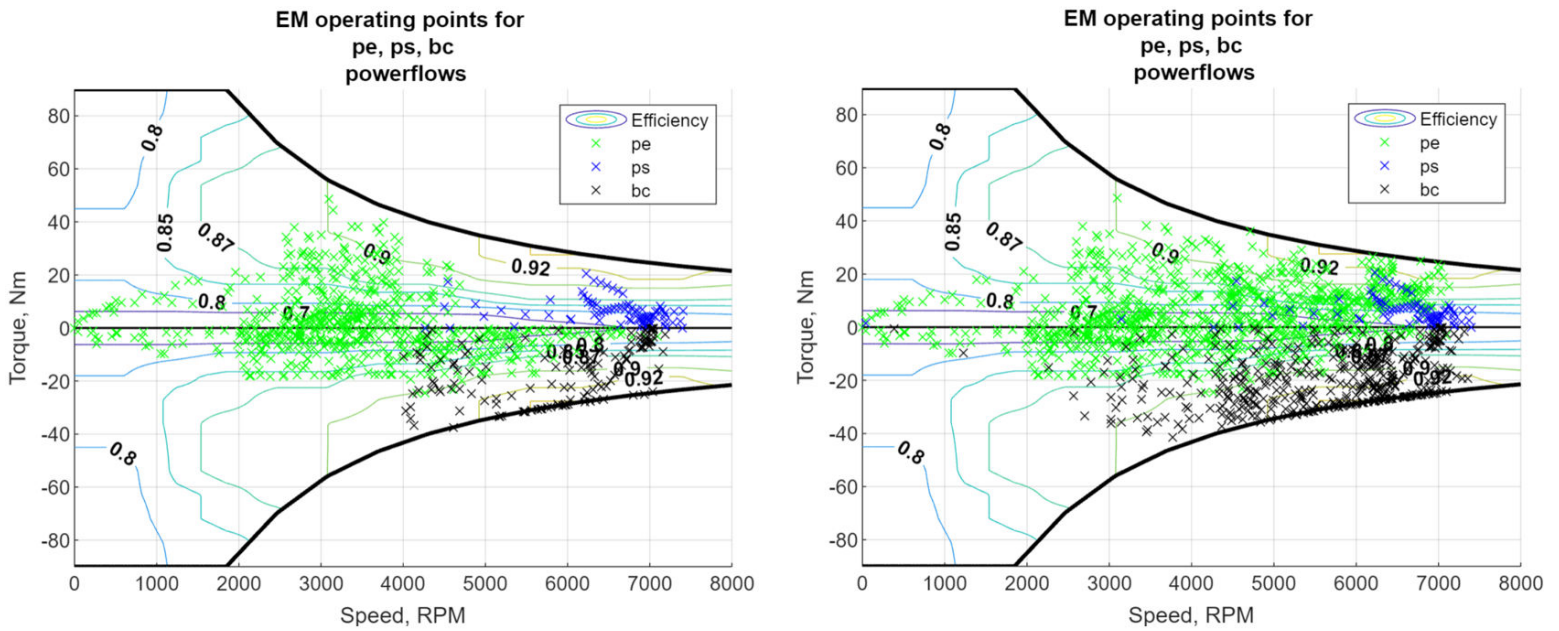 EM operating points for
pe, ps, bc
powerflows
Torque, Nm
80
60
40
20
0
-20
-40
-60
-80
0.8
0.85
0.87
0.9
0.92
0.8
0.7
0.8
0.9
0.92
0.8
Efficiency
pe
ps
bc
0 1000 2000 3000 4000 5000 6000 7000 8000
Speed, RPM
EM operating points for
pe, ps, bc
powerflows
Torque, Nm
80
60
40
20
0
-20
-40
-60
-80
0.8
0.85
0.87
0.9
0.92
0.8
0.7
0.9
0.92
0.8
Efficiency
pe
ps
bc
0 1000 2000 3000 4000 5000 6000 7000 8000
Speed, RPM